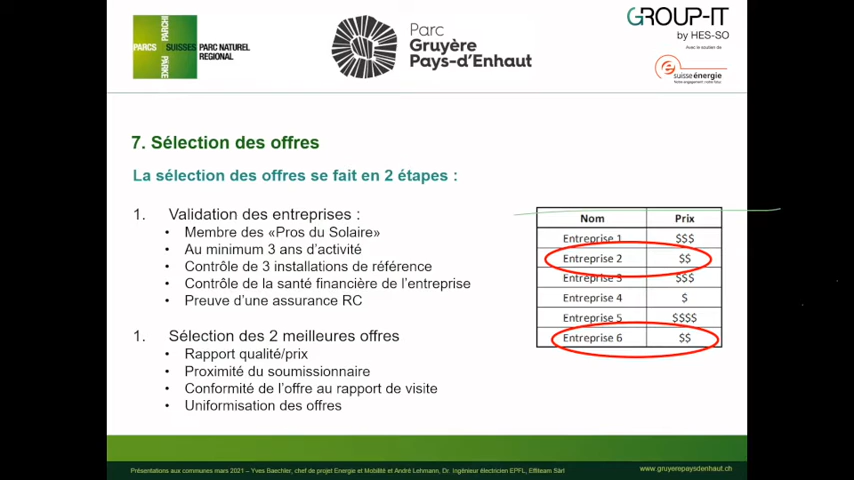 PARCS
SUISSES
PARCHI
PARKE
PARC NATUREL
REGIONAL
Parc
Gruyère
Pays-d'Enhaut
GROUP-IT
by HES-SO
Avec le soutien de
suisseénergie
7. Sélection des offres
La sélection des offres se fait en 2 étapes :
1. Validation des entreprises :
• Membre des «Pros du Solaire»
• Au minimum 3 ans d'activité
• Contrôle de 3 installations de référence
• Contrôle de la santé financière de l'entreprise
• Preuve d'une assurance RC
1. Sélection des 2 meilleures offres
• Rapport qualité/prix
• Proximité du soumissionnaire
• Conformité de l'offre au rapport de visite
• Uniformisation des offres
Nom Prix
Entreprise 1 $$$
Entreprise 2 $$
Entreprise 3 $$$
Entreprise 4 $
Entreprise 5 $$$$
Entreprise 6 $$
Présentations aux communes mars 2021 – Yves Baechler, chef de projet Energie et Mobilité et André Lehmann, Dr. Ingénieur électricien EPFL, Effiteam Sàrl
www.gruyerepaysdenhaut.ch